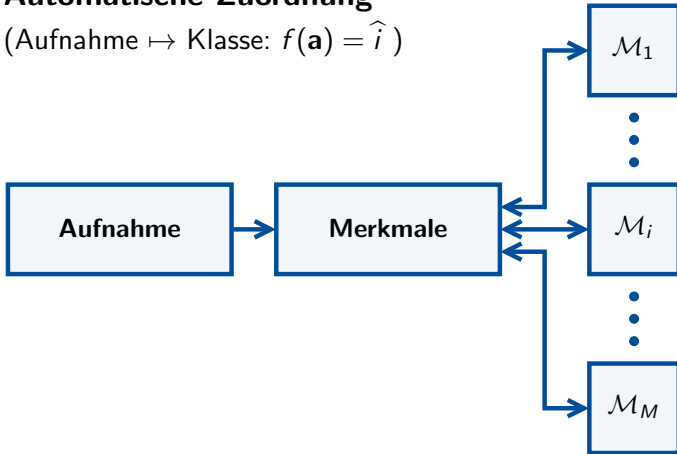 Automatische Zuordnung
(Aufnahme ↦ Klasse: f(a) = î )
ℳ₁
Aufnahme
Merkmale
ℳᵢ
ℳ_M